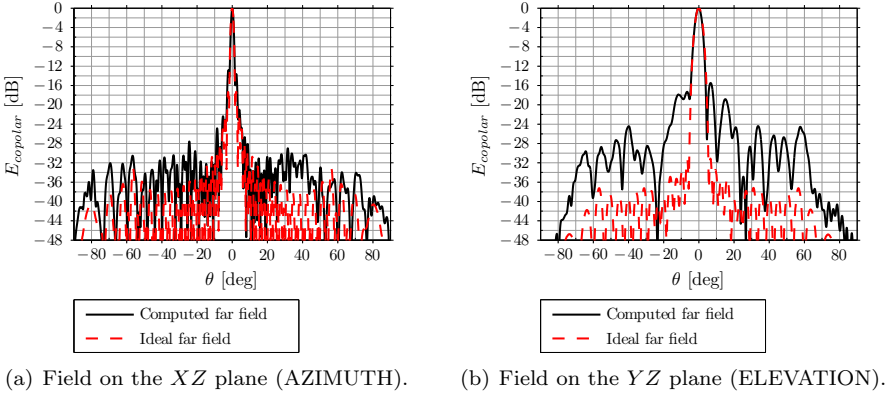 0
−4
−8
−12
−16
−20
−24
−28
−32
−36
−40
−44
−48
E_copolar [dB]
−80 −60 −40 −20 0 20 40 60 80
θ [deg]
Computed far field
Ideal far field
(a) Field on the XZ plane (AZIMUTH).
0
−4
−8
−12
−16
−20
−24
−28
−32
−36
−40
−44
−48
E_copolar [dB]
−80 −60 −40 −20 0 20 40 60 80
θ [deg]
Computed far field
Ideal far field
(b) Field on the YZ plane (ELEVATION).